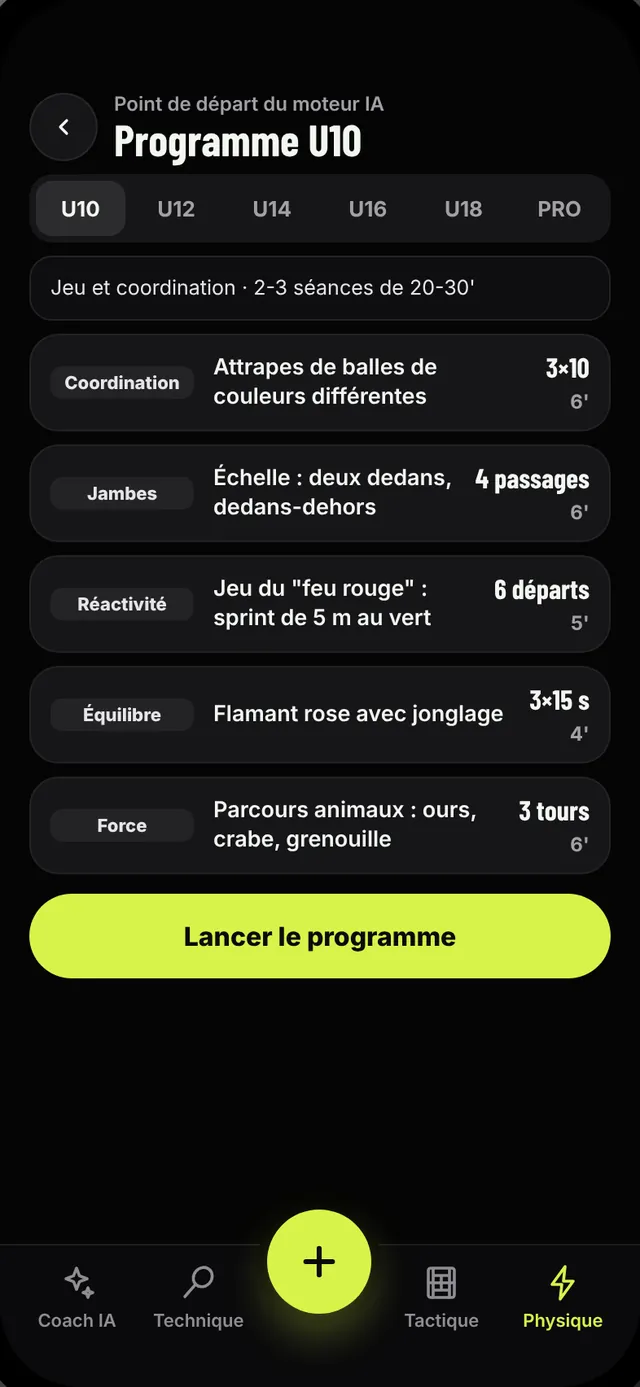 Point de départ du moteur IA
Programme U10
U10 U12 U14 U16 U18 PRO
Jeu et coordination · 2-3 séances de 20-30'
Coordination
Attrapes de balles de
couleurs différentes
3×10
6'
Jambes
Échelle : deux dedans,
dedans-dehors
4 passages
6'
Réactivité
Jeu du "feu rouge" :
sprint de 5 m au vert
6 départs
5'
Équilibre
Flamant rose avec jonglage
3×15 s
4'
Force
Parcours animaux : ours,
crabe, grenouille
3 tours
6'
Lancer le programme
Coach IA Technique Tactique Physique